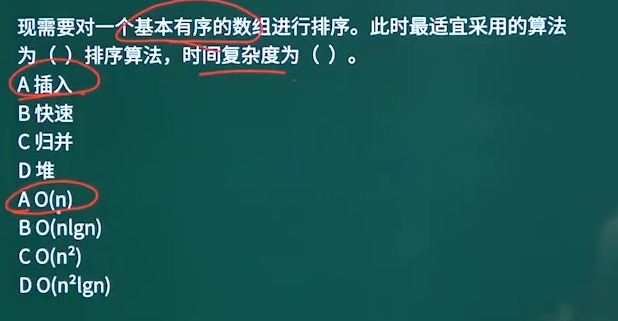 现需要对一个基本有序的数组进行排序。此时最适宜采用的算法
为（ ）排序算法，时间复杂度为（ ）。
A 插入
B 快速
C 归并
D 堆
A O(n)
B O(nlgn)
C O(n²)
D O(n²lgn)